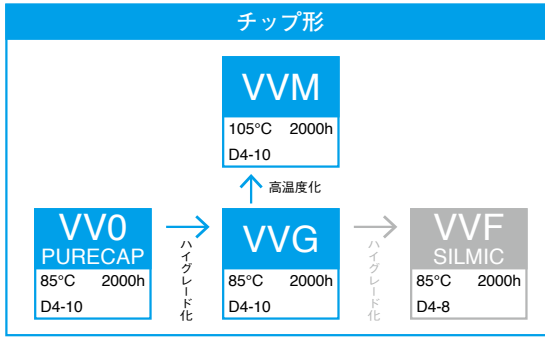 チップ形
VVM
105°C 2000h
D4-10
高温度化
VV0
PURECAP
85°C 2000h
D4-10
ハイグレード化
VVG
85°C 2000h
D4-10
ハイグレード化
VVF
SILMIC
85°C 2000h
D4-8